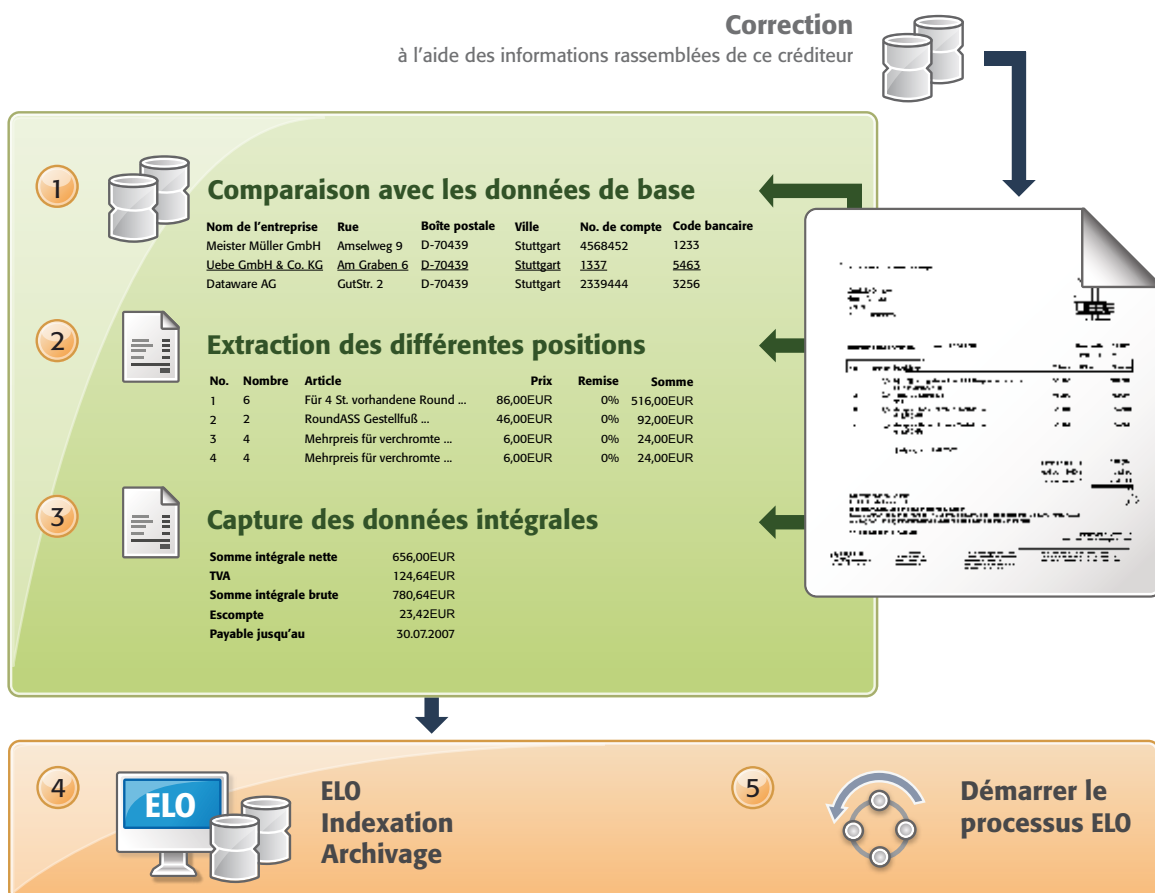 Correction
à l'aide des informations rassemblées de ce créditeur
1
Comparaison avec les données de base
Nom de l'entreprise Rue Boîte postale Ville No. de compte Code bancaire
Meister Müller GmbH Amselweg 9 D-70439 Stuttgart 4568452 1233
Uebe GmbH & Co. KG Am Graben 6 D-70439 Stuttgart 1337 5463
Dataware AG GutStr. 2 D-70439 Stuttgart 2339444 3256
2
Extraction des différentes positions
No. Nombre Article Prix Remise Somme
1 6 Für 4 St. vorhandene Round ... 86,00EUR 0% 516,00EUR
2 2 RoundASS Gestellfuß ... 46,00EUR 0% 92,00EUR
3 4 Mehrpreis für verchromte ... 6,00EUR 0% 24,00EUR
4 4 Mehrpreis für verchromte ... 6,00EUR 0% 24,00EUR
3
Capture des données intégrales
Somme intégrale nette 656,00EUR
TVA 124,64EUR
Somme intégrale brute 780,64EUR
Escompte 23,42EUR
Payable jusqu'au 30.07.2007
4
ELO
ELO
Indexation
Archivage
5
Démarrer le
processus ELO